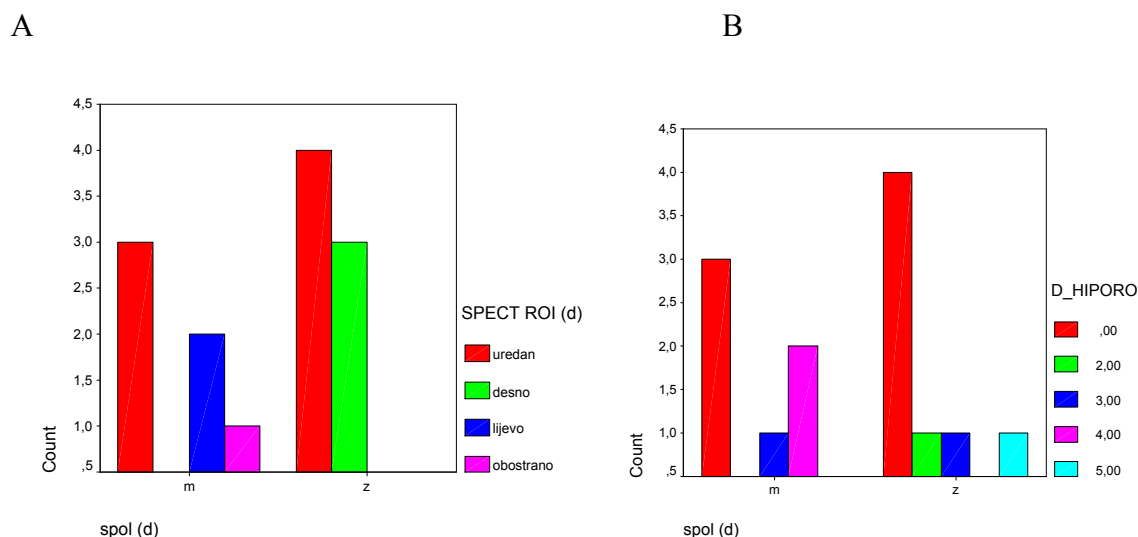 A
4,5
4,0
3,5
3,0
2,5
2,0
1,5
1,0
,5
Count
m
z
spol (d)
SPECT ROI (d)
uredan
desno
lijevo
obostrano
B
4,5
4,0
3,5
3,0
2,5
2,0
1,5
1,0
,5
Count
m
z
spol (d)
D_HIPORO
,00
2,00
3,00
4,00
5,00